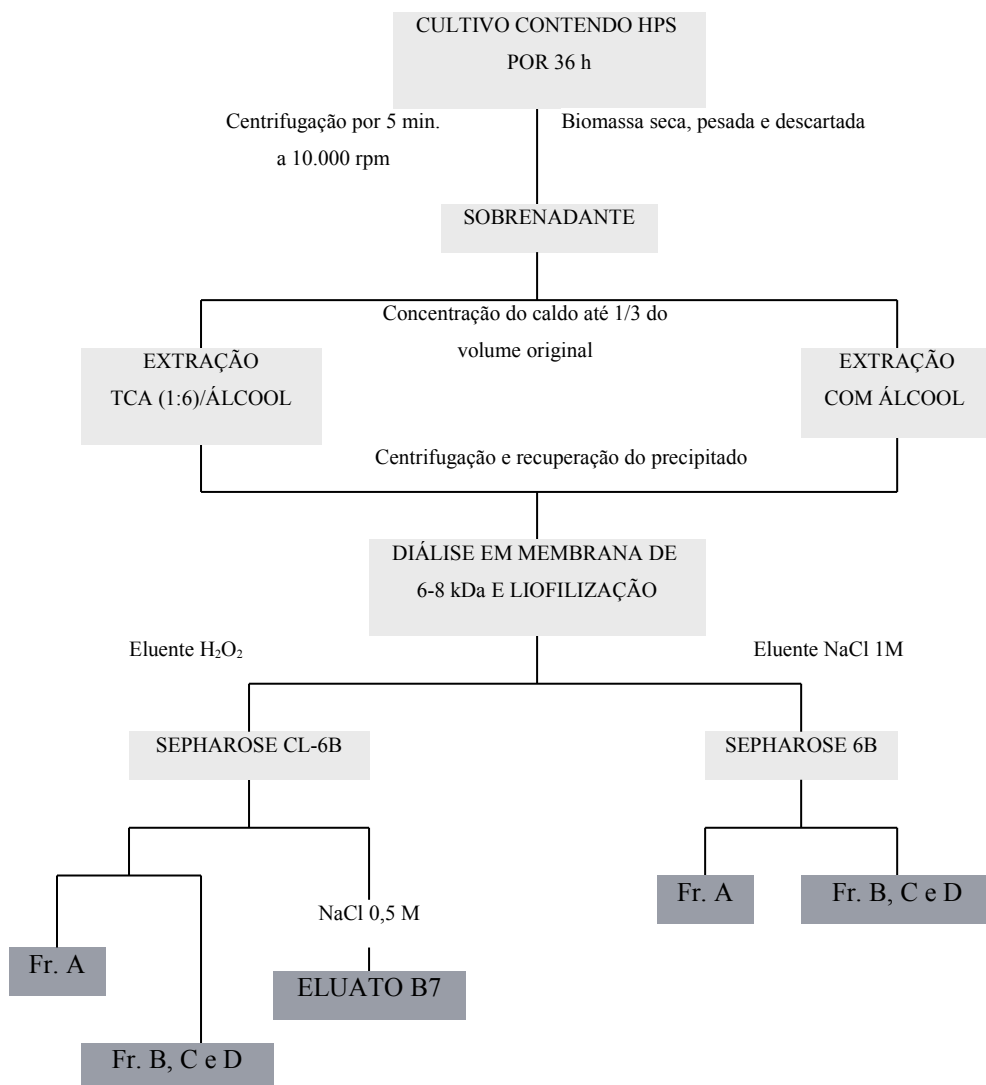 CULTIVO CONTENDO HPS
POR 36 h
Centrifugação por 5 min.
a 10.000 rpm
Biomassa seca, pesada e descartada
SOBRENADANTE
Concentração do caldo até 1/3 do
volume original
EXTRAÇÃO
TCA (1:6)/ÁLCOOL
EXTRAÇÃO
COM ÁLCOOL
Centrifugação e recuperação do precipitado
DIÁLISE EM MEMBRANA DE
6-8 kDa E LIOFILIZAÇÃO
Eluente H₂O₂
Eluente NaCl 1M
SEPHAROSE CL-6B
SEPHAROSE 6B
Fr. A
Fr. B, C e D
NaCl 0,5 M
Fr. A
ELUATO B7
Fr. B, C e D